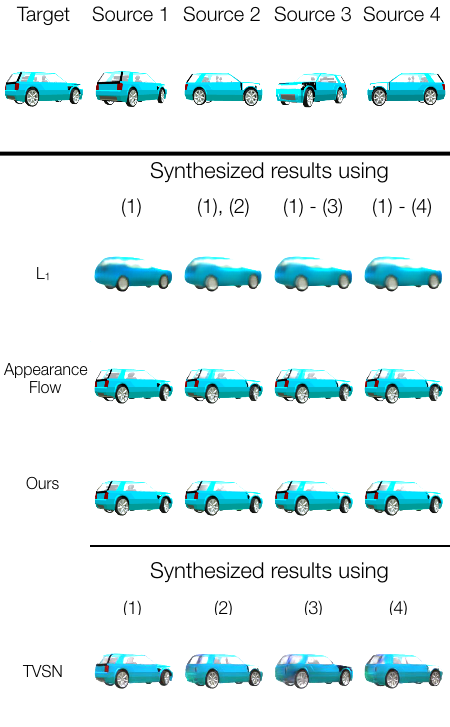 Target Source 1 Source 2 Source 3 Source 4
Synthesized results using
(1) (1), (2) (1) - (3) (1) - (4)
L1
Appearance
Flow
Ours
Synthesized results using
(1) (2) (3) (4)
TVSN